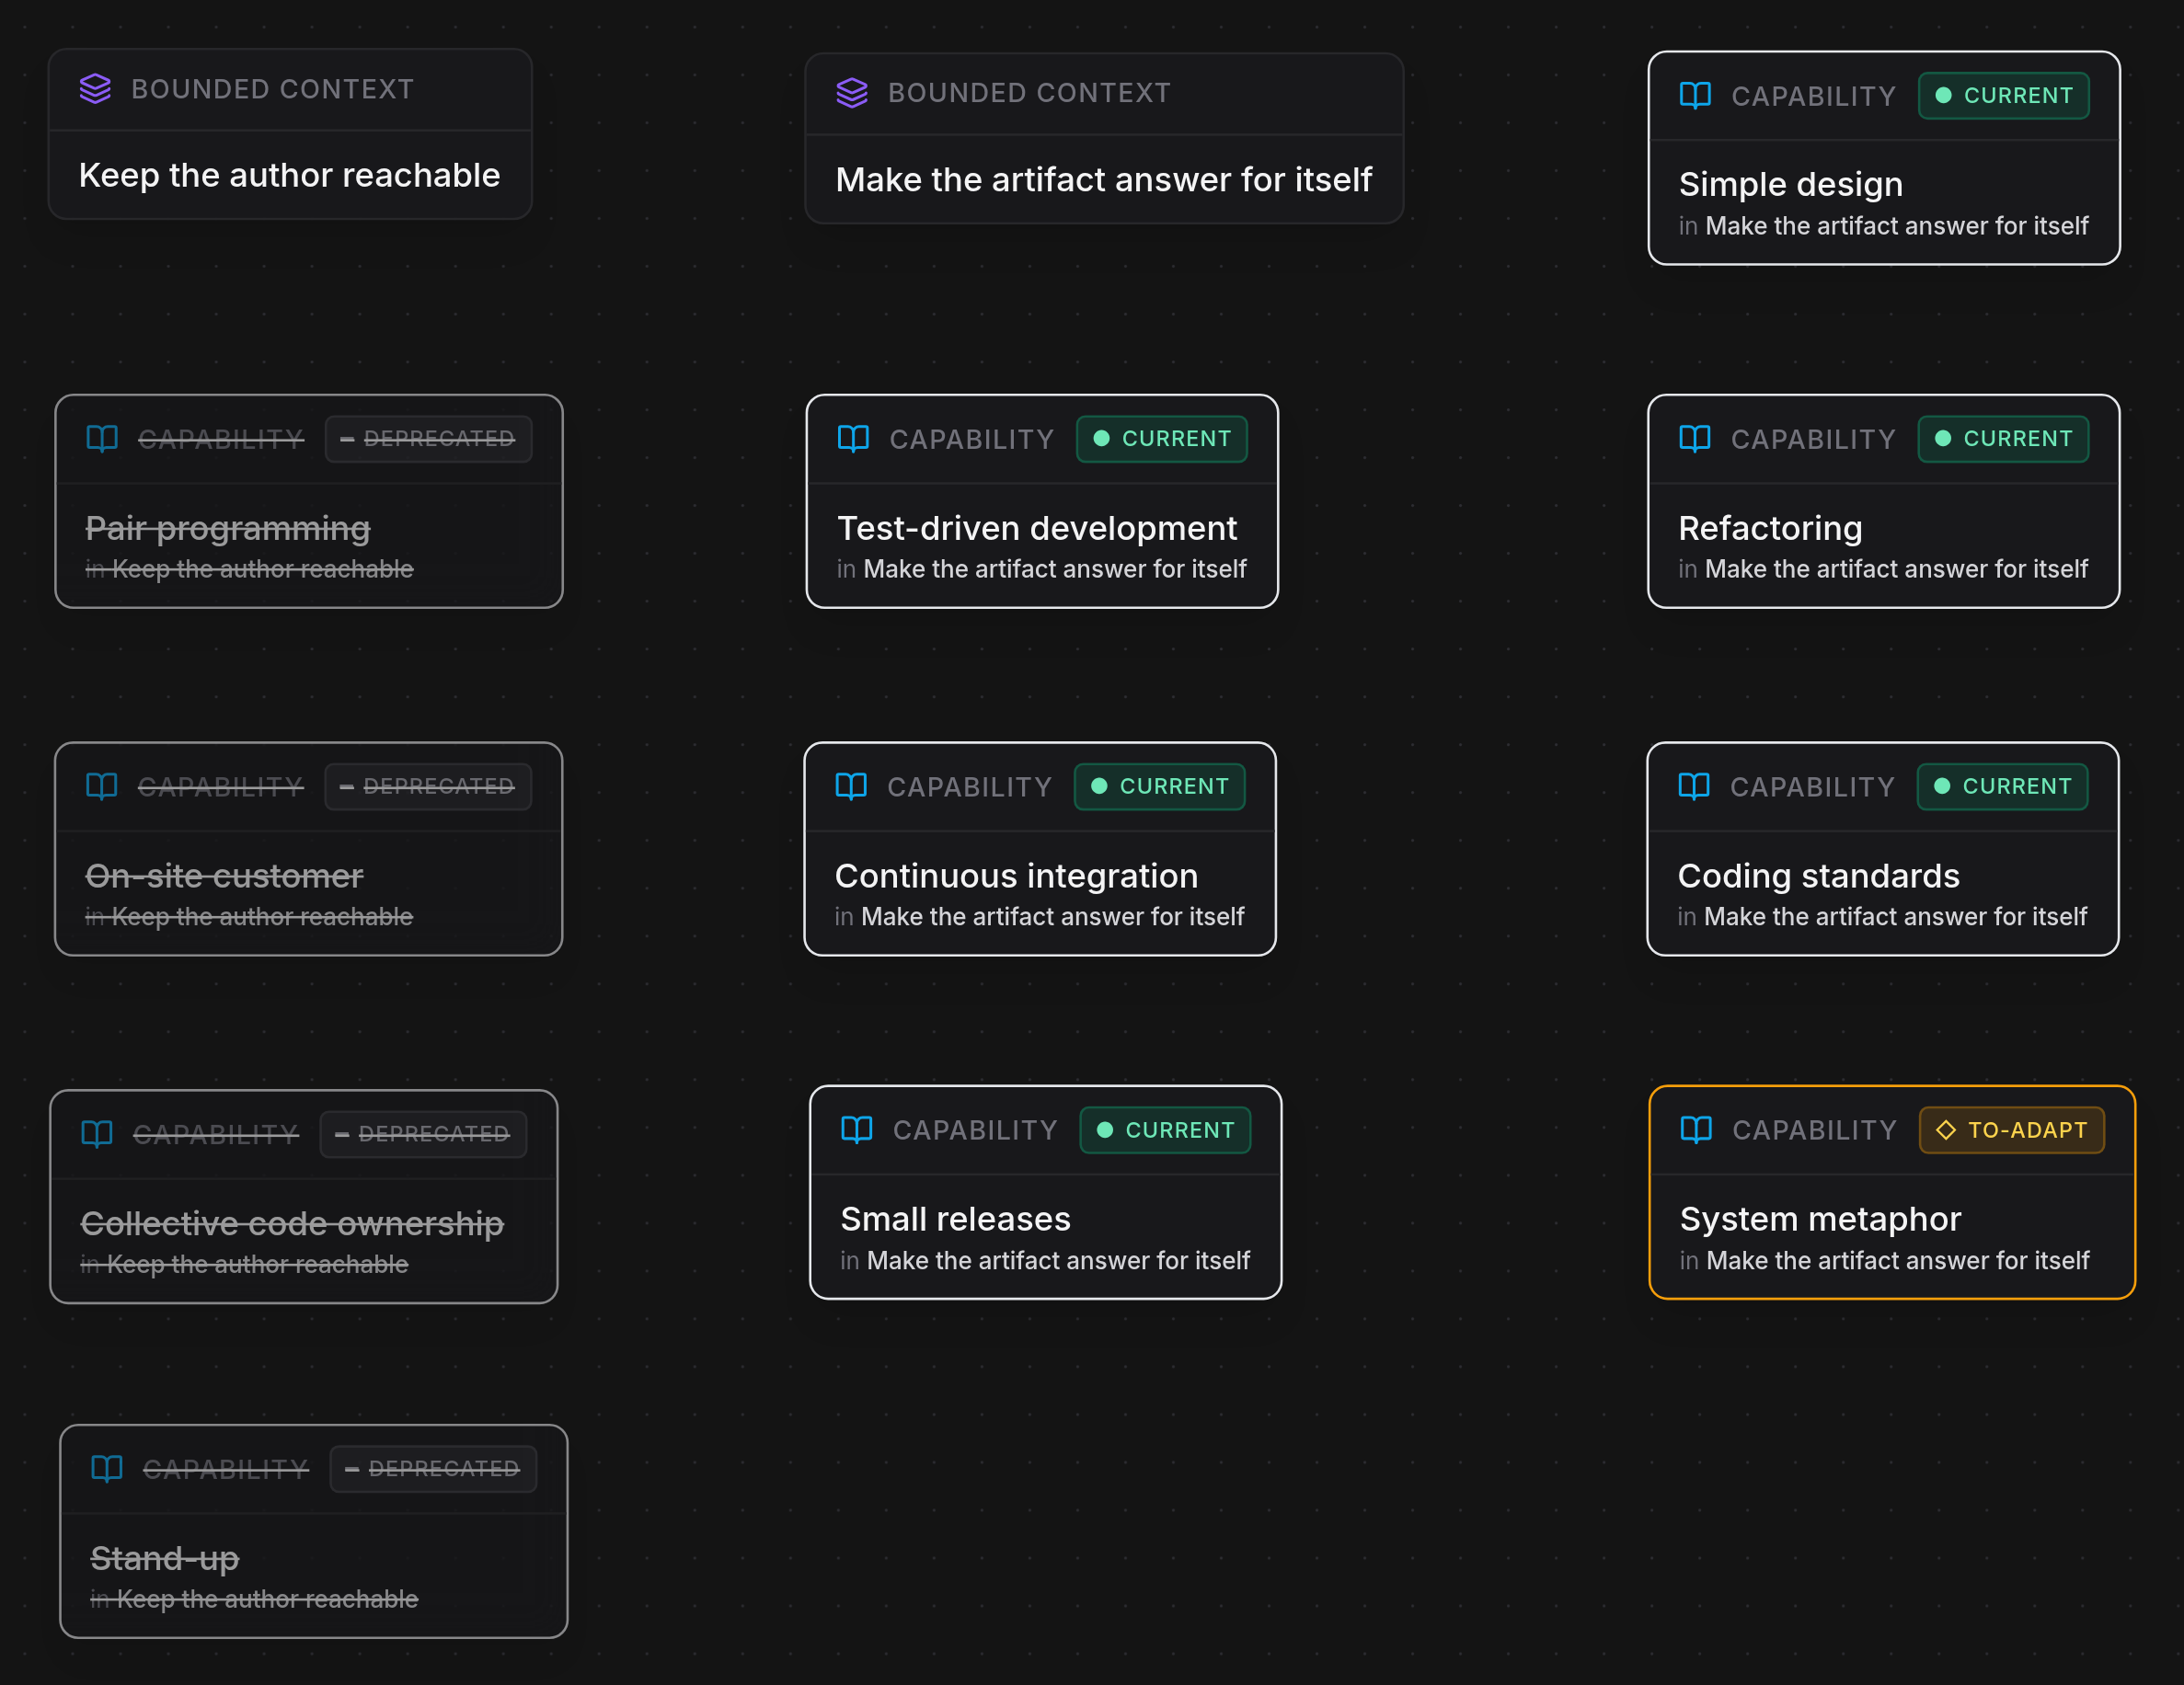 BOUNDED CONTEXT
Keep the author reachable
BOUNDED CONTEXT
Make the artifact answer for itself
CAPABILITY CURRENT
Simple design
in Make the artifact answer for itself
CAPABILITY DEPRECATED
Pair programming
in Keep the author reachable
CAPABILITY CURRENT
Test-driven development
in Make the artifact answer for itself
CAPABILITY CURRENT
Refactoring
in Make the artifact answer for itself
CAPABILITY DEPRECATED
On-site customer
in Keep the author reachable
CAPABILITY CURRENT
Continuous integration
in Make the artifact answer for itself
CAPABILITY CURRENT
Coding standards
in Make the artifact answer for itself
CAPABILITY DEPRECATED
Collective code ownership
in Keep the author reachable
CAPABILITY CURRENT
Small releases
in Make the artifact answer for itself
CAPABILITY TO-ADAPT
System metaphor
in Make the artifact answer for itself
CAPABILITY DEPRECATED
Stand-up
in Keep the author reachable